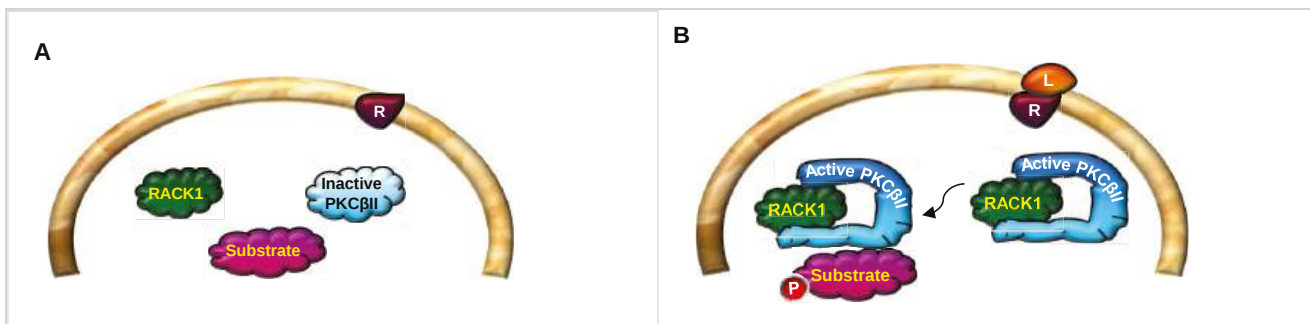 A
R
RACK1
Inactive
PKCβII
Substrate
B
L
R
Active PKCβII
RACK1
Substrate
P
Active PKCβII
RACK1